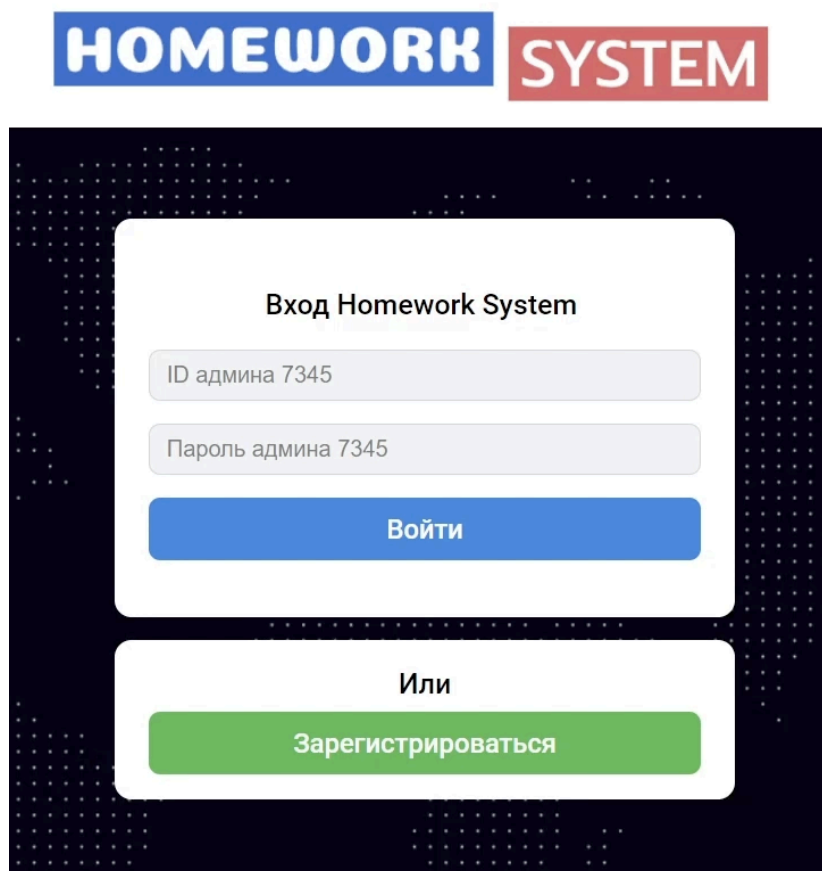 HOMEWORK SYSTEM
Вход Homework System
ID админа 7345
Пароль админа 7345
Войти
Или
Зарегистрироваться